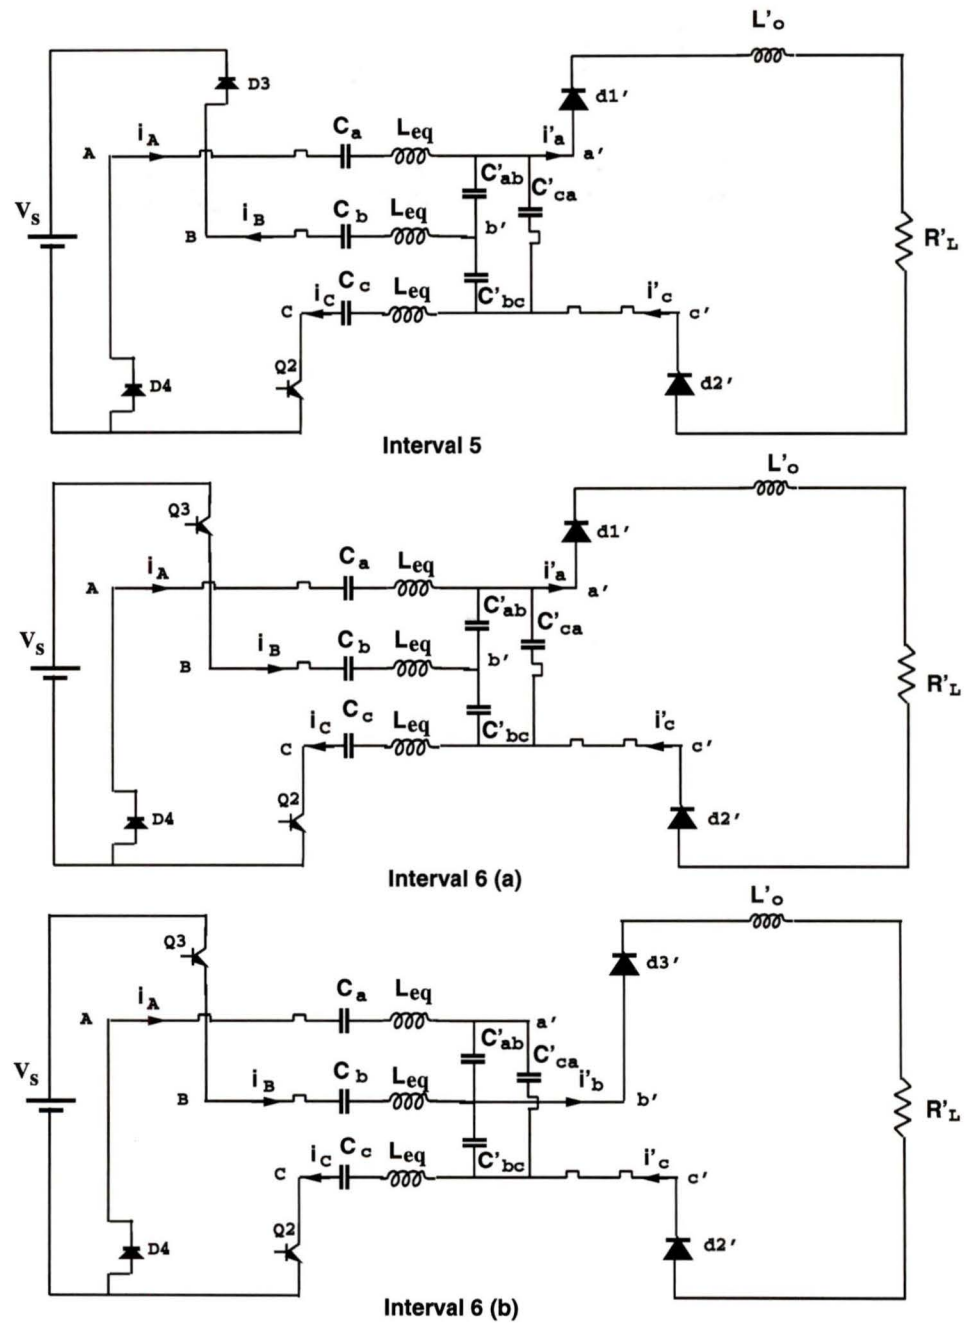 L'o
D3
d1'
iA
Ca
Leq
i'a
A
a'
C'ab
C'ca
Vs
iB
Cb
Leq
B
b'
R'L
iC
Cc
Leq
C'bc
i'c
C
c'
Q2
D4
d2'
Interval 5
L'o
Q3
d1'
iA
Ca
Leq
i'a
A
a'
C'ab
C'ca
Vs
iB
Cb
Leq
B
b'
R'L
iC
Cc
Leq
C'bc
i'c
C
c'
Q2
D4
d2'
Interval 6 (a)
L'o
Q3
d3'
iA
Ca
Leq
A
a'
C'ab
C'ca
Vs
iB
Cb
Leq
i'b
B
b'
R'L
iC
Cc
Leq
C'bc
i'c
C
c'
Q2
D4
d2'
Interval 6 (b)